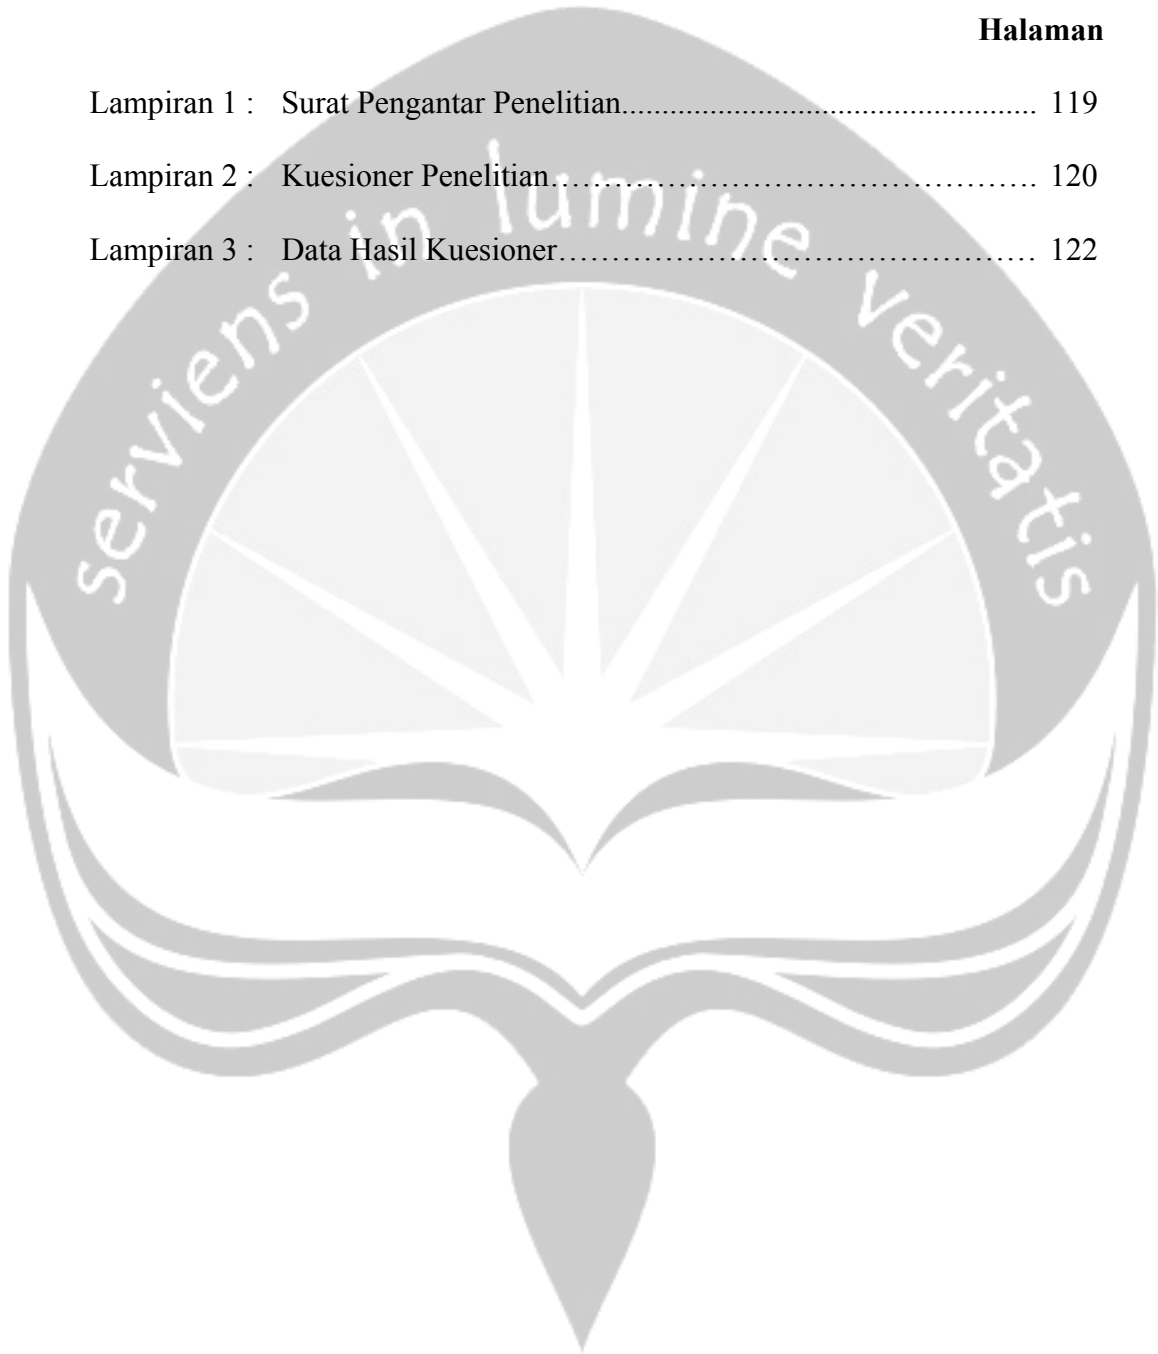 Halaman
Lampiran 1 : Surat Pengantar Penelitian.................................................... 119
Lampiran 2 : Kuesioner Penelitian………………………………………… 120
Lampiran 3 : Data Hasil Kuesioner………………………………………… 122
serviens in lumine veritatis